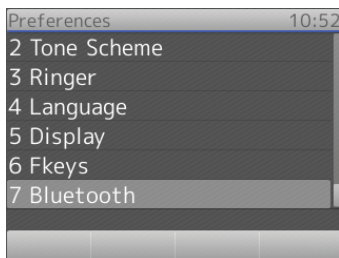 Preferences 10:52
2 Tone Scheme
3 Ringer
4 Language
5 Display
6 Fkeys
7 Bluetooth